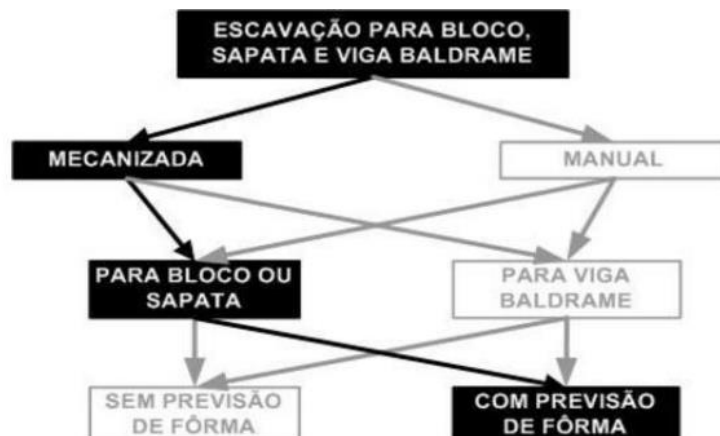 ESCAVAÇÃO PARA BLOCO,
SAPATA E VIGA BALDRAME
MECANIZADA
MANUAL
PARA BLOCO OU
SAPATA
PARA VIGA
BALDRAME
SEM PREVISÃO
DE FÔRMA
COM PREVISÃO
DE FÔRMA